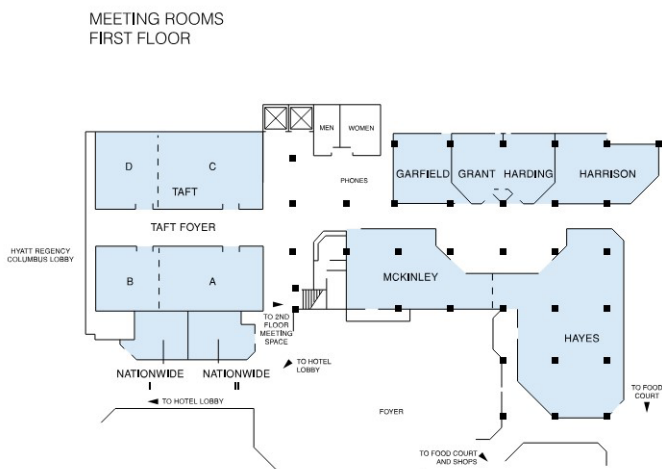 MEETING ROOMS
FIRST FLOOR
MEN
WOMEN
D
C
TAFT
PHONES
GARFIELD
GRANT
HARDING
HARRISON
TAFT FOYER
HYATT REGENCY
COLUMBUS LOBBY
B
A
MCKINLEY
TO 2ND
FLOOR
MEETING
SPACE
HAYES
TO HOTEL
LOBBY
NATIONWIDE
I
NATIONWIDE
II
TO HOTEL LOBBY
FOYER
TO FOOD
COURT
TO FOOD COURT
AND SHOPS